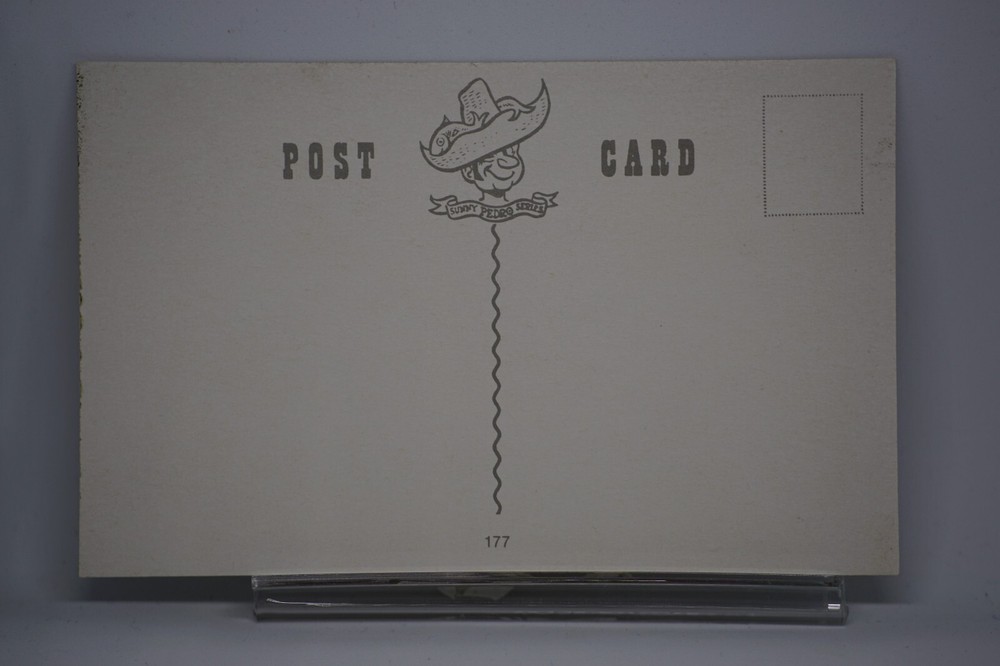 POST CARD
SUNNY PEDRO SERIES
177